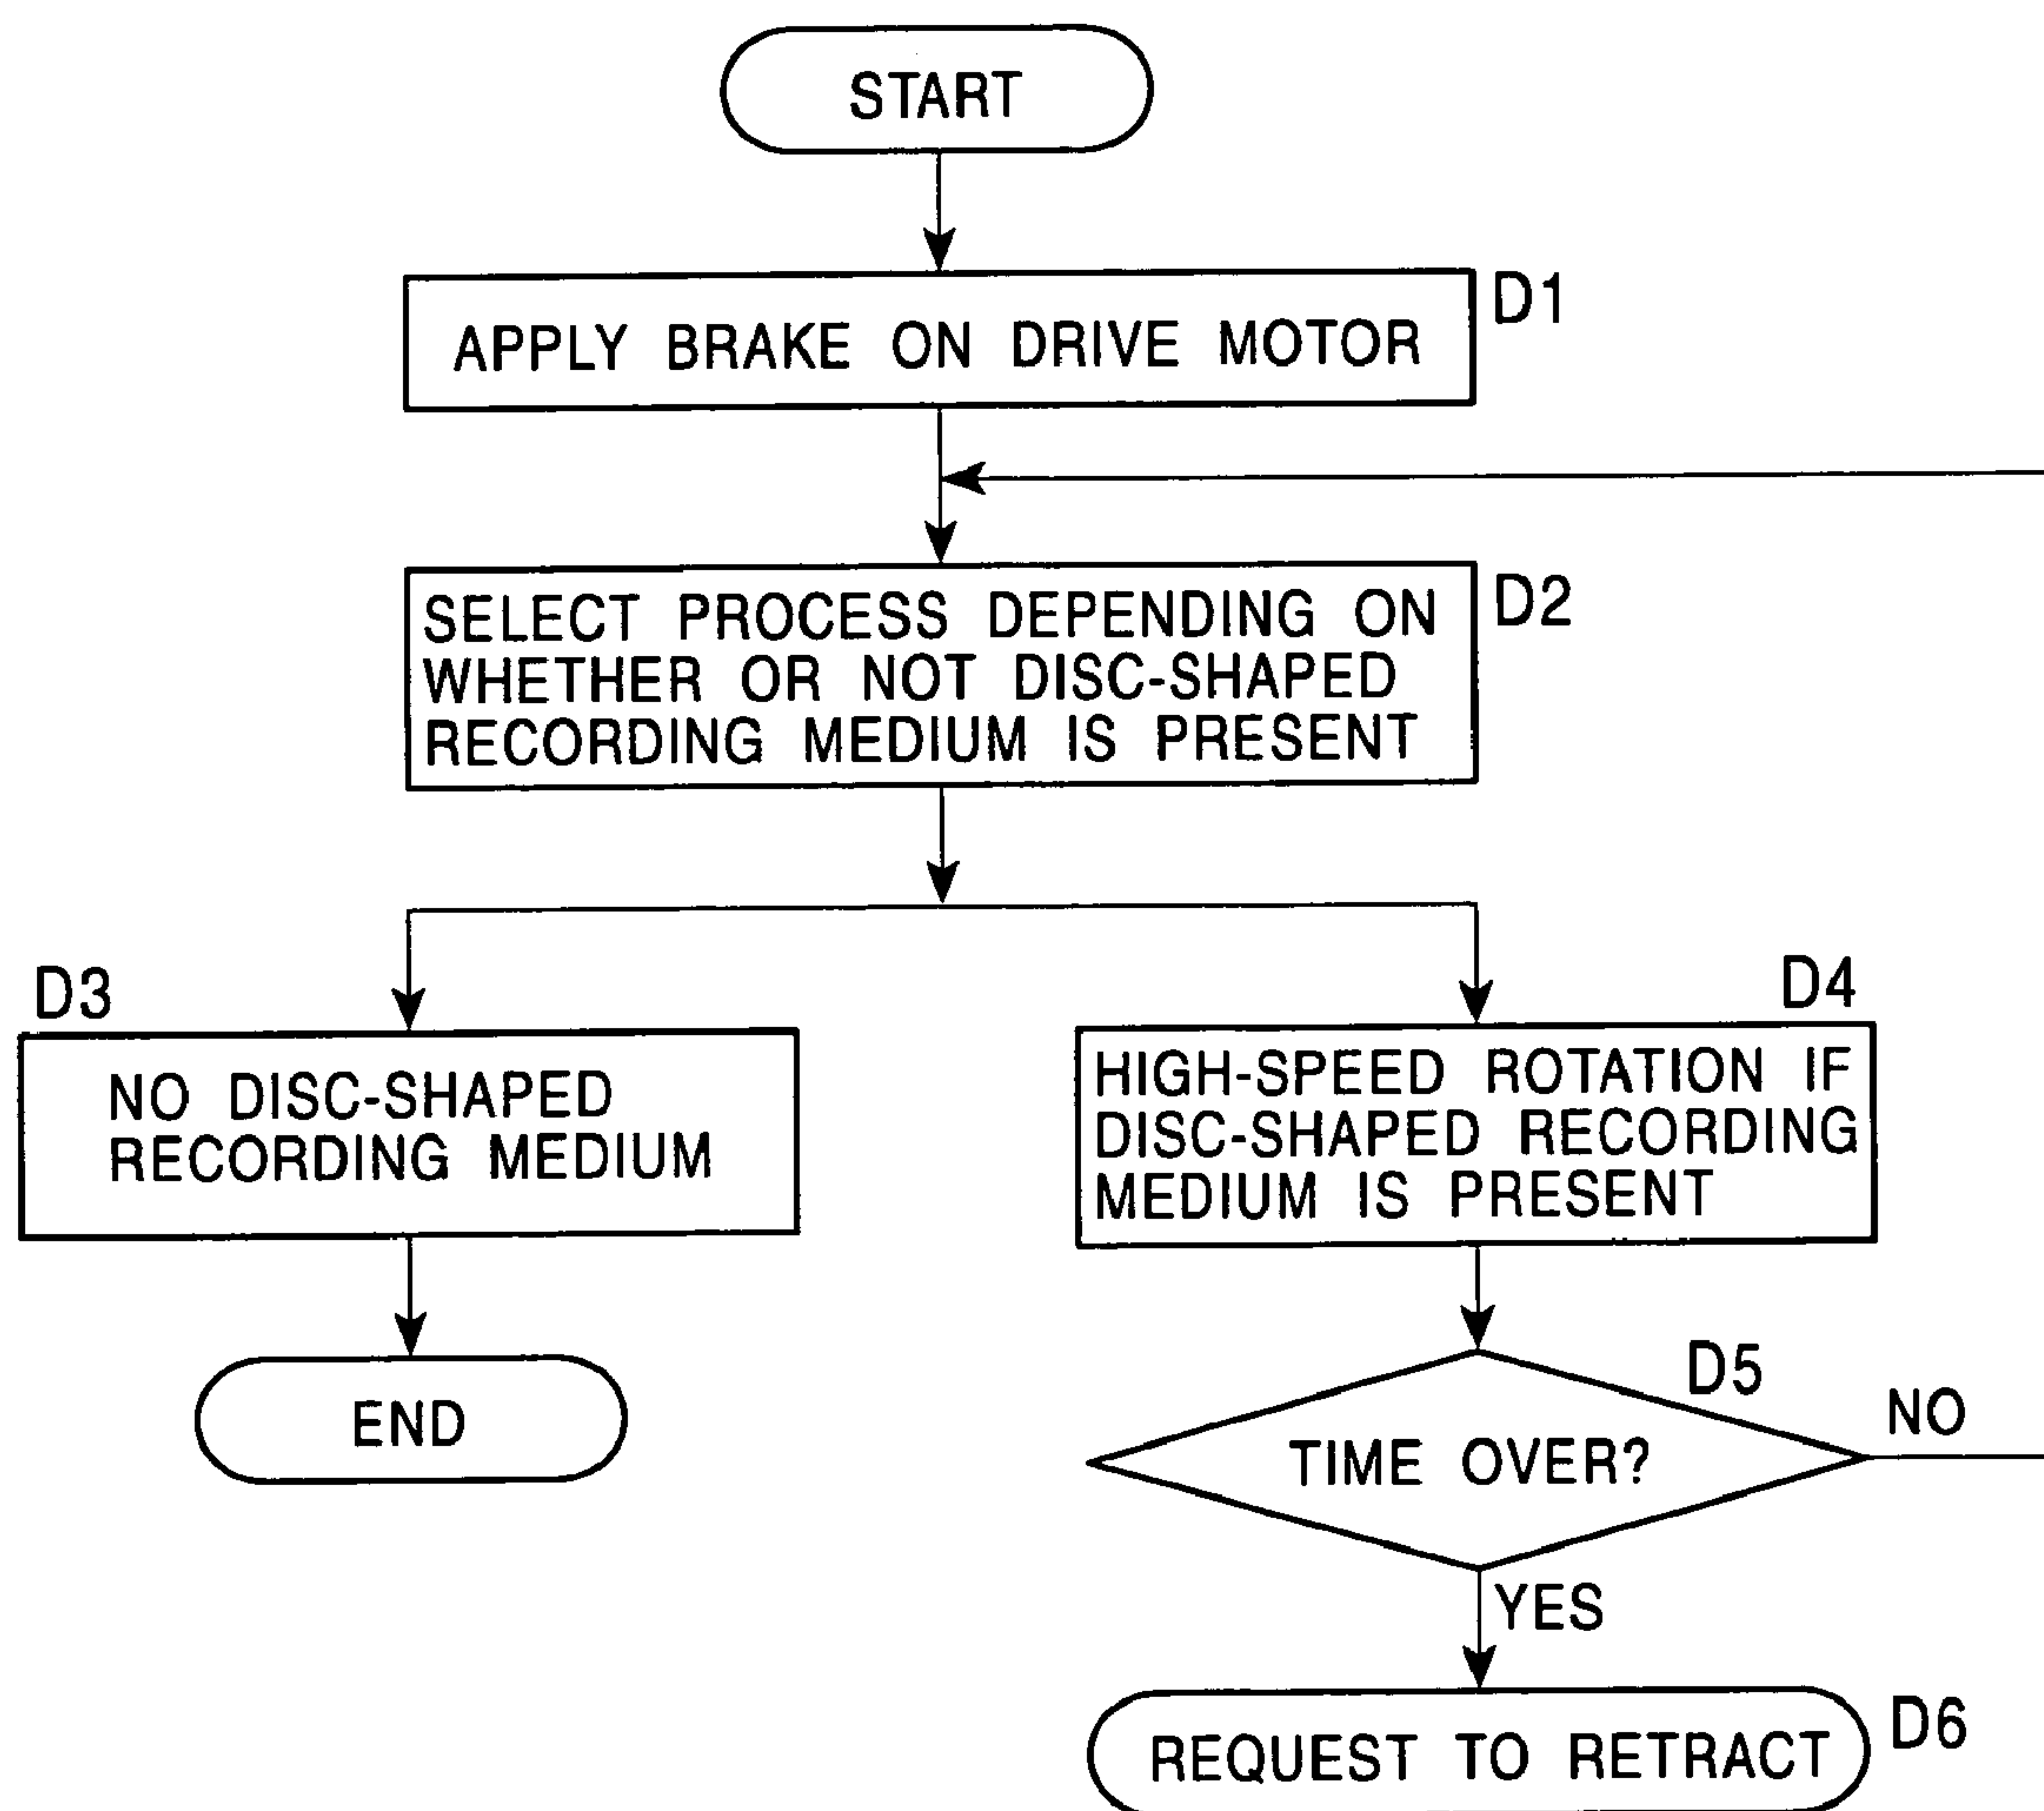 START
D1
APPLY BRAKE ON DRIVE MOTOR
D2
SELECT PROCESS DEPENDING ON
WHETHER OR NOT DISC-SHAPED
RECORDING MEDIUM IS PRESENT
D3
NO DISC-SHAPED
RECORDING MEDIUM
END
D4
HIGH-SPEED ROTATION IF
DISC-SHAPED RECORDING
MEDIUM IS PRESENT
D5
TIME OVER?
NO
YES
D6
REQUEST TO RETRACT